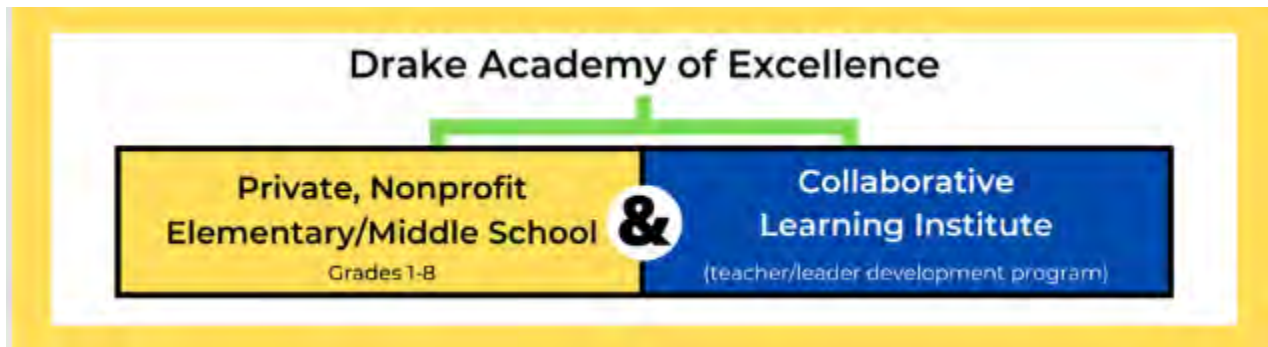 Drake Academy of Excellence
Private, Nonprofit
Elementary/Middle School
Grades 1-8
&
Collaborative
Learning Institute
(teacher/leader development program)